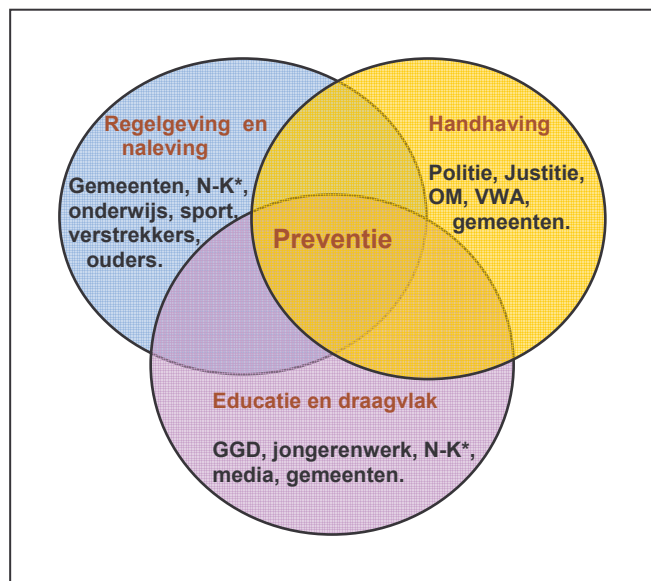 Regelgeving en
naleving
Gemeenten, N-K*,
onderwijs, sport,
verstrekkers,
ouders.
Handhaving
Politie, Justitie,
OM, VWA,
gemeenten.
Preventie
Educatie en draagvlak
GGD, jongerenwerk, N-K*,
media, gemeenten.